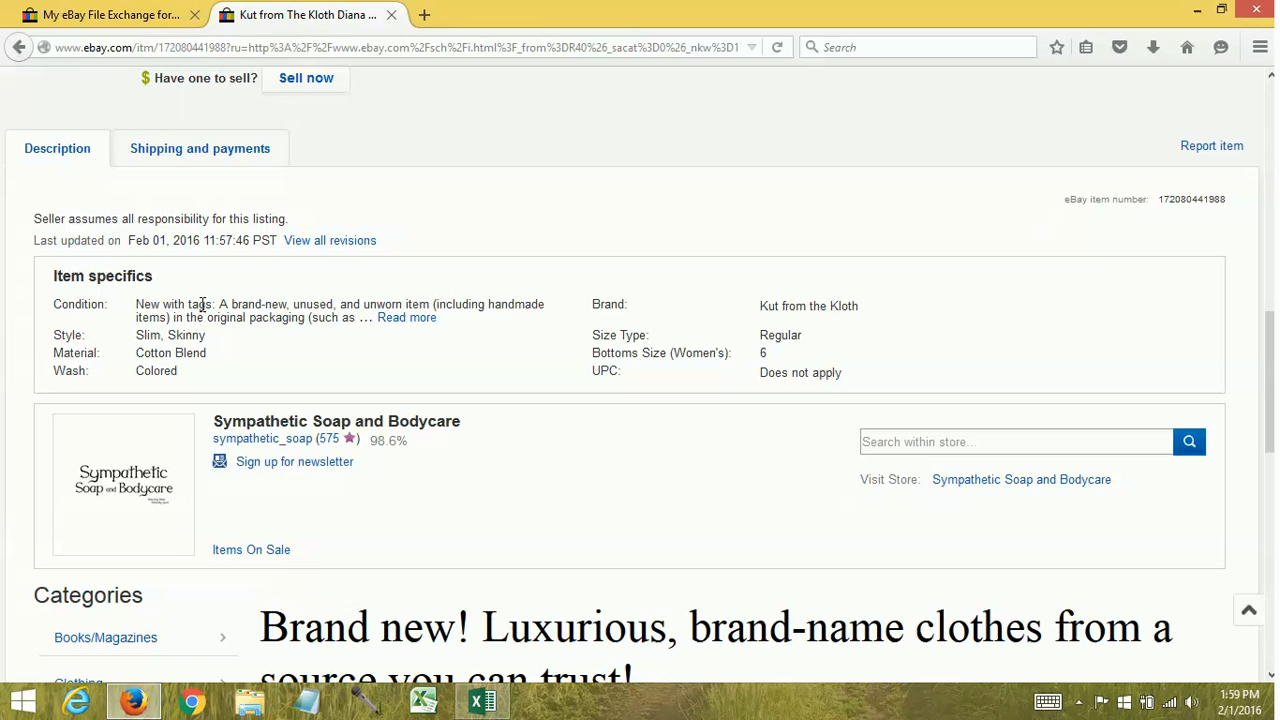 My eBay File Exchange for...
Kut from The Kloth Diana ...
www.ebay.com/itm/172080441988?ru=http%3A%2F%2Fwww.ebay.com%2Fsch%2Fi.html%3F_from%3DR40%26_sacat%3D0%26_nkw%3D1
Search
$ Have one to sell? Sell now
Description
Shipping and payments
Report item
eBay item number: 172080441988
Seller assumes all responsibility for this listing.
Last updated on Feb 01, 2016 11:57:46 PST View all revisions
Item specifics
Condition: New with tags: A brand-new, unused, and unworn item (including handmade
items) in the original packaging (such as ... Read more
Brand: Kut from the Kloth
Style: Slim, Skinny
Size Type: Regular
Material: Cotton Blend
Bottoms Size (Women's): 6
Wash: Colored
UPC: Does not apply
Sympathetic
Soap and Bodycare
Sympathetic Soap and Bodycare
sympathetic_soap (575 ) 98.6%
Sign up for newsletter
Items On Sale
Search within store...
Visit Store: Sympathetic Soap and Bodycare
Categories
Books/Magazines
Clothing
Brand new! Luxurious, brand-name clothes from a
source you can trust!
1:59 PM
2/1/2016